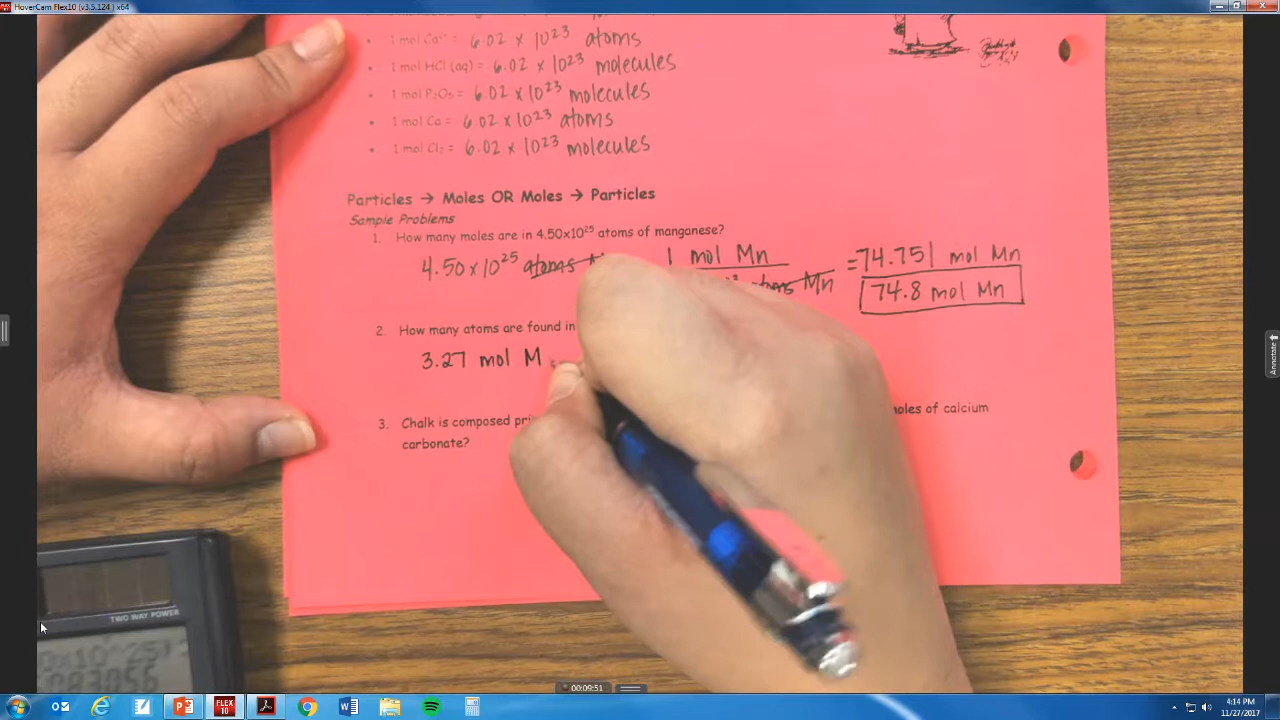 HoverCam Flex10 (v3.5.124) x64
• 1 mol Ca = 6.02 x 10²³ atoms
• 1 mol HCl (aq) = 6.02 x 10²³ molecules
• 1 mol P₂O₅ = 6.02 x 10²³ molecules
• 1 mol Ca = 6.02 x 10²³ atoms
• 1 mol Cl₂ = 6.02 x 10²³ molecules
Particles → Moles OR Moles → Particles
Sample Problems
1. How many moles are in 4.50x10²⁵ atoms of manganese?
4.50 x 10²⁵ atoms 1 mol Mn = 74.751 mol Mn
atoms Mn 74.8 mol Mn
2. How many atoms are found in
3.27 mol M
3. Chalk is composed moles of calcium
carbonate?
Annotate
TWO WAY POWER
00:09:51
FLEX 10
4:14 PM
11/27/2017